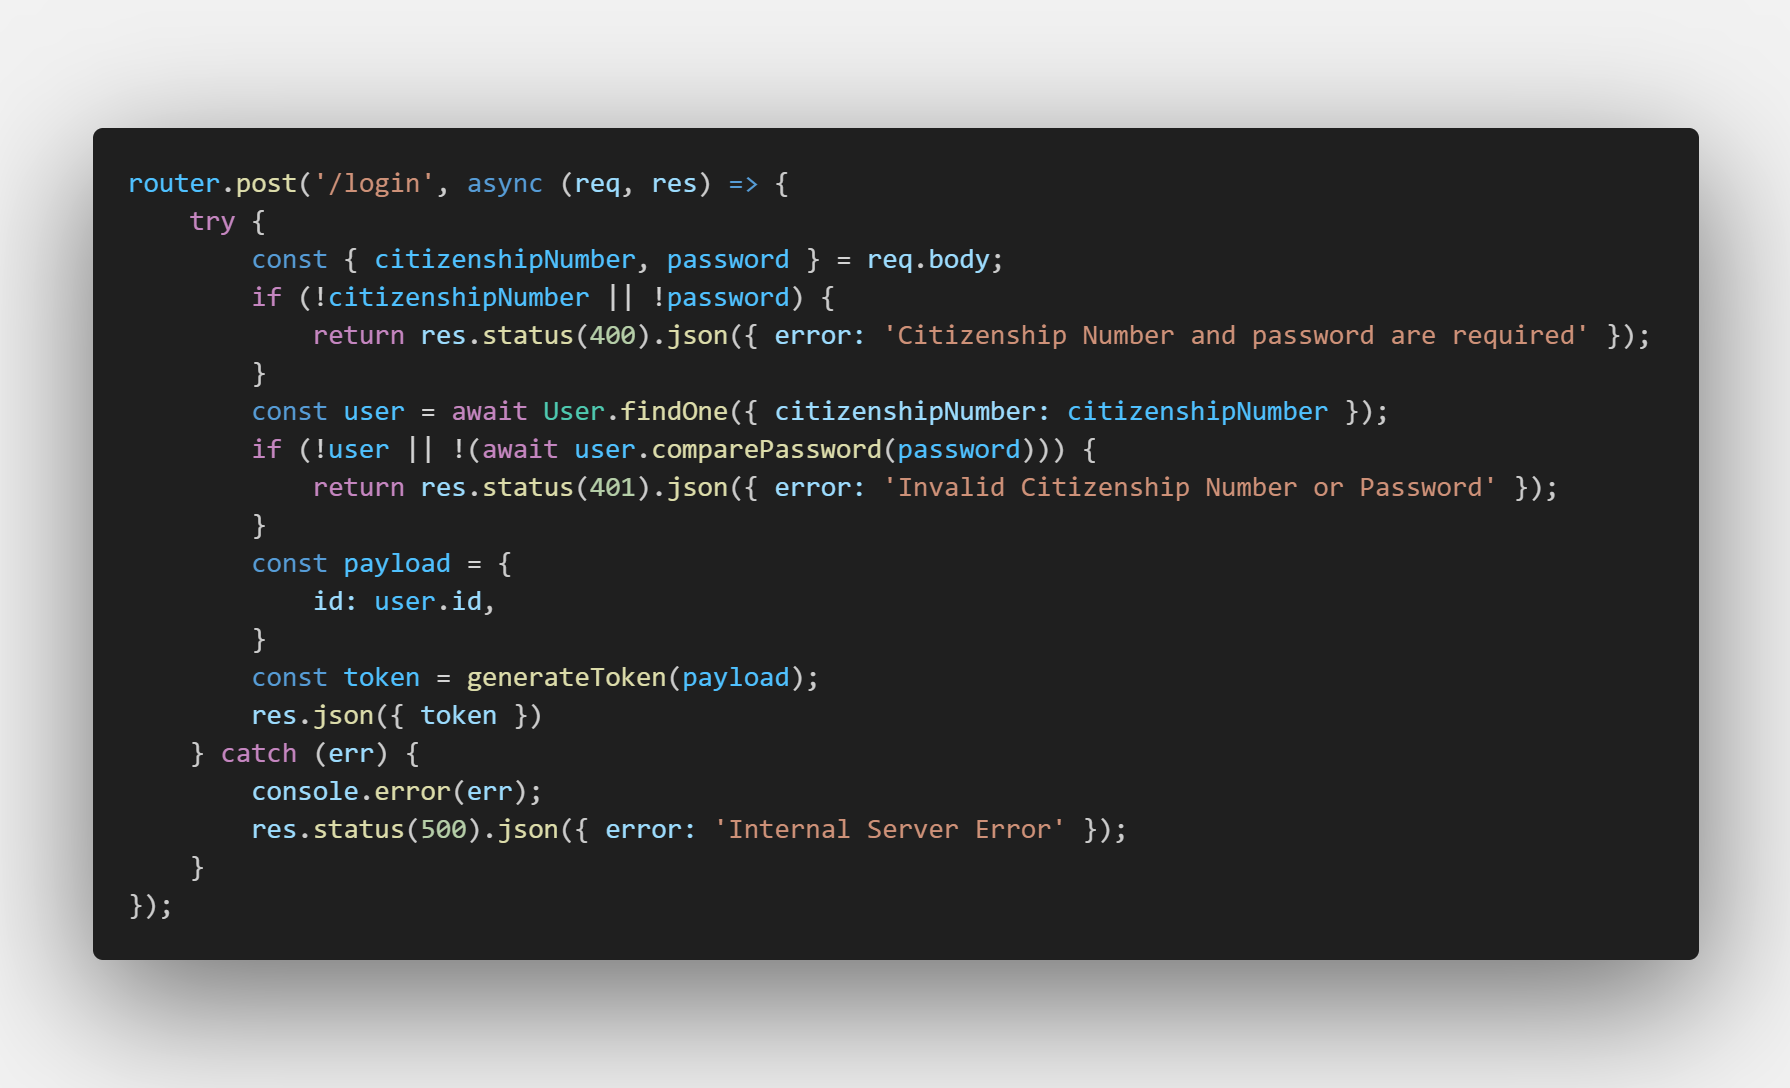 router.post('/login', async (req, res) => {
    try {
        const { citizenshipNumber, password } = req.body;
        if (!citizenshipNumber || !password) {
            return res.status(400).json({ error: 'Citizenship Number and password are required' });
        }
        const user = await User.findOne({ citizenshipNumber: citizenshipNumber });
        if (!user || !(await user.comparePassword(password))) {
            return res.status(401).json({ error: 'Invalid Citizenship Number or Password' });
        }
        const payload = {
            id: user.id,
        }
        const token = generateToken(payload);
        res.json({ token })
    } catch (err) {
        console.error(err);
        res.status(500).json({ error: 'Internal Server Error' });
    }
});